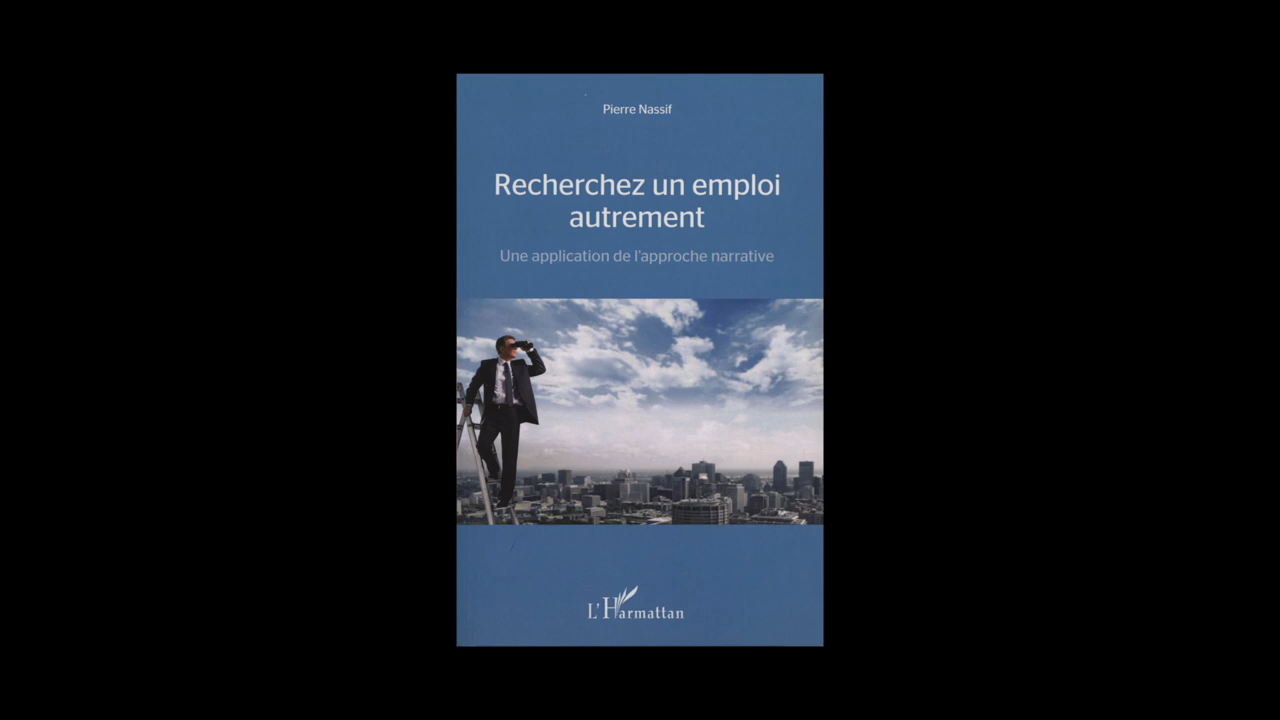 Pierre Nassif
Recherchez un emploi
autrement
Une application de l'approche narrative
L'Harmattan